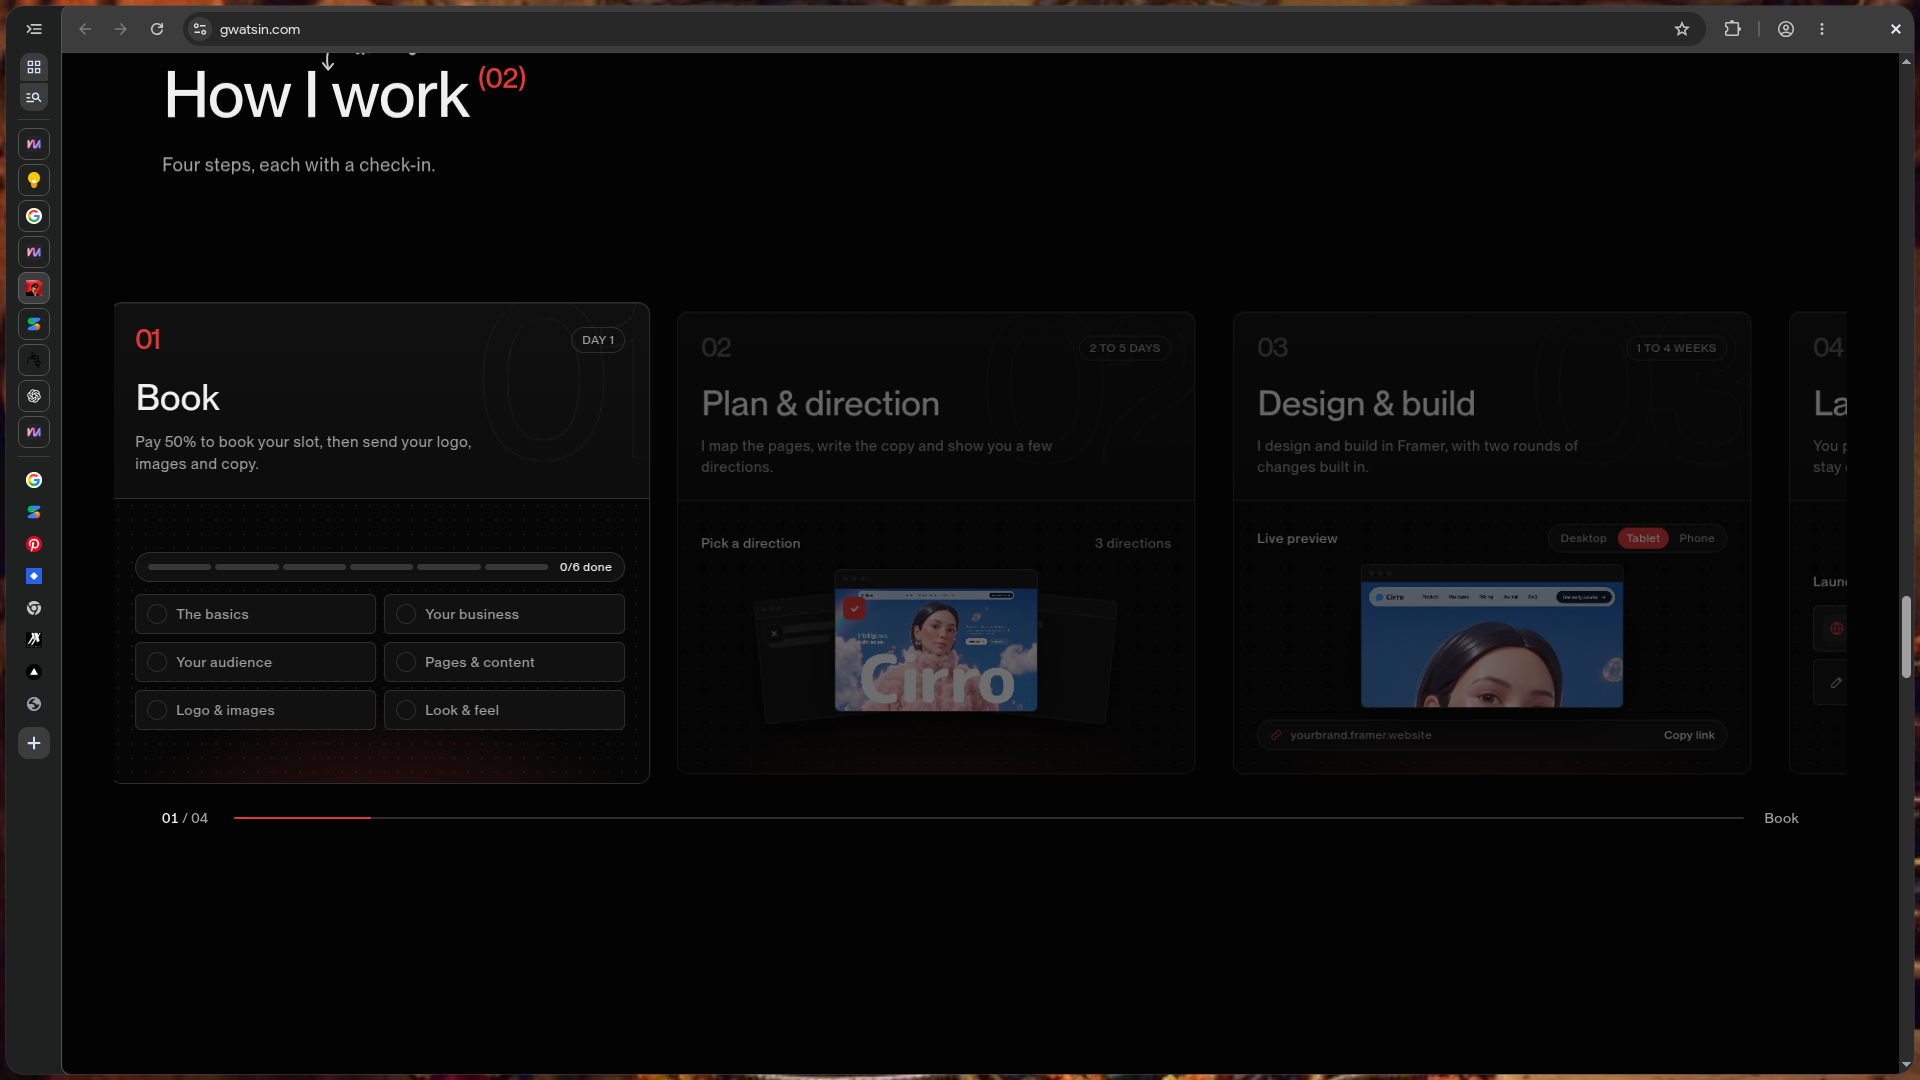 gwatsin.com
How I work (02)
Four steps, each with a check-in.
01
DAY 1
Book
Pay 50% to book your slot, then send your logo,
images and copy.
0/6 done
The basics
Your business
Your audience
Pages & content
Logo & images
Look & feel
02
2 TO 5 DAYS
Plan & direction
I map the pages, write the copy and show you a few
directions.
Pick a direction
3 directions
Cirro
03
1 TO 4 WEEKS
Design & build
I design and build in Framer, with two rounds of
changes built in.
Live preview
Desktop
Tablet
Phone
Cirro
yourbrand.framer.website
Copy link
04
La
You p
stay
Laun
01 / 04
Book